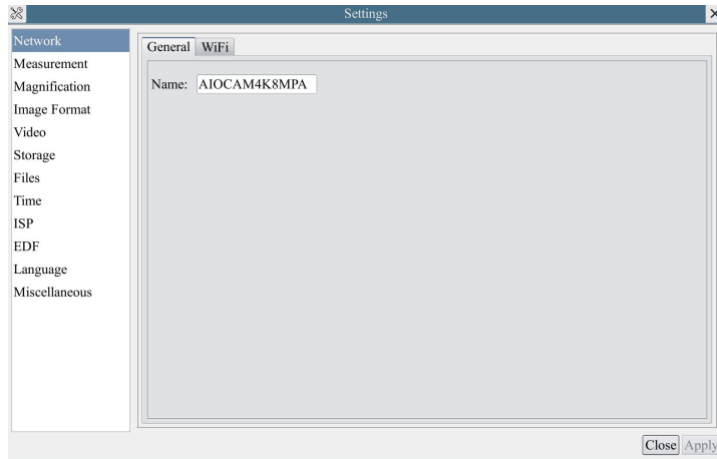 Settings
Network
Measurement
Magnification
Image Format
Video
Storage
Files
Time
ISP
EDF
Language
Miscellaneous
General WiFi
Name: AIOCAM4K8MPA
Close Apply